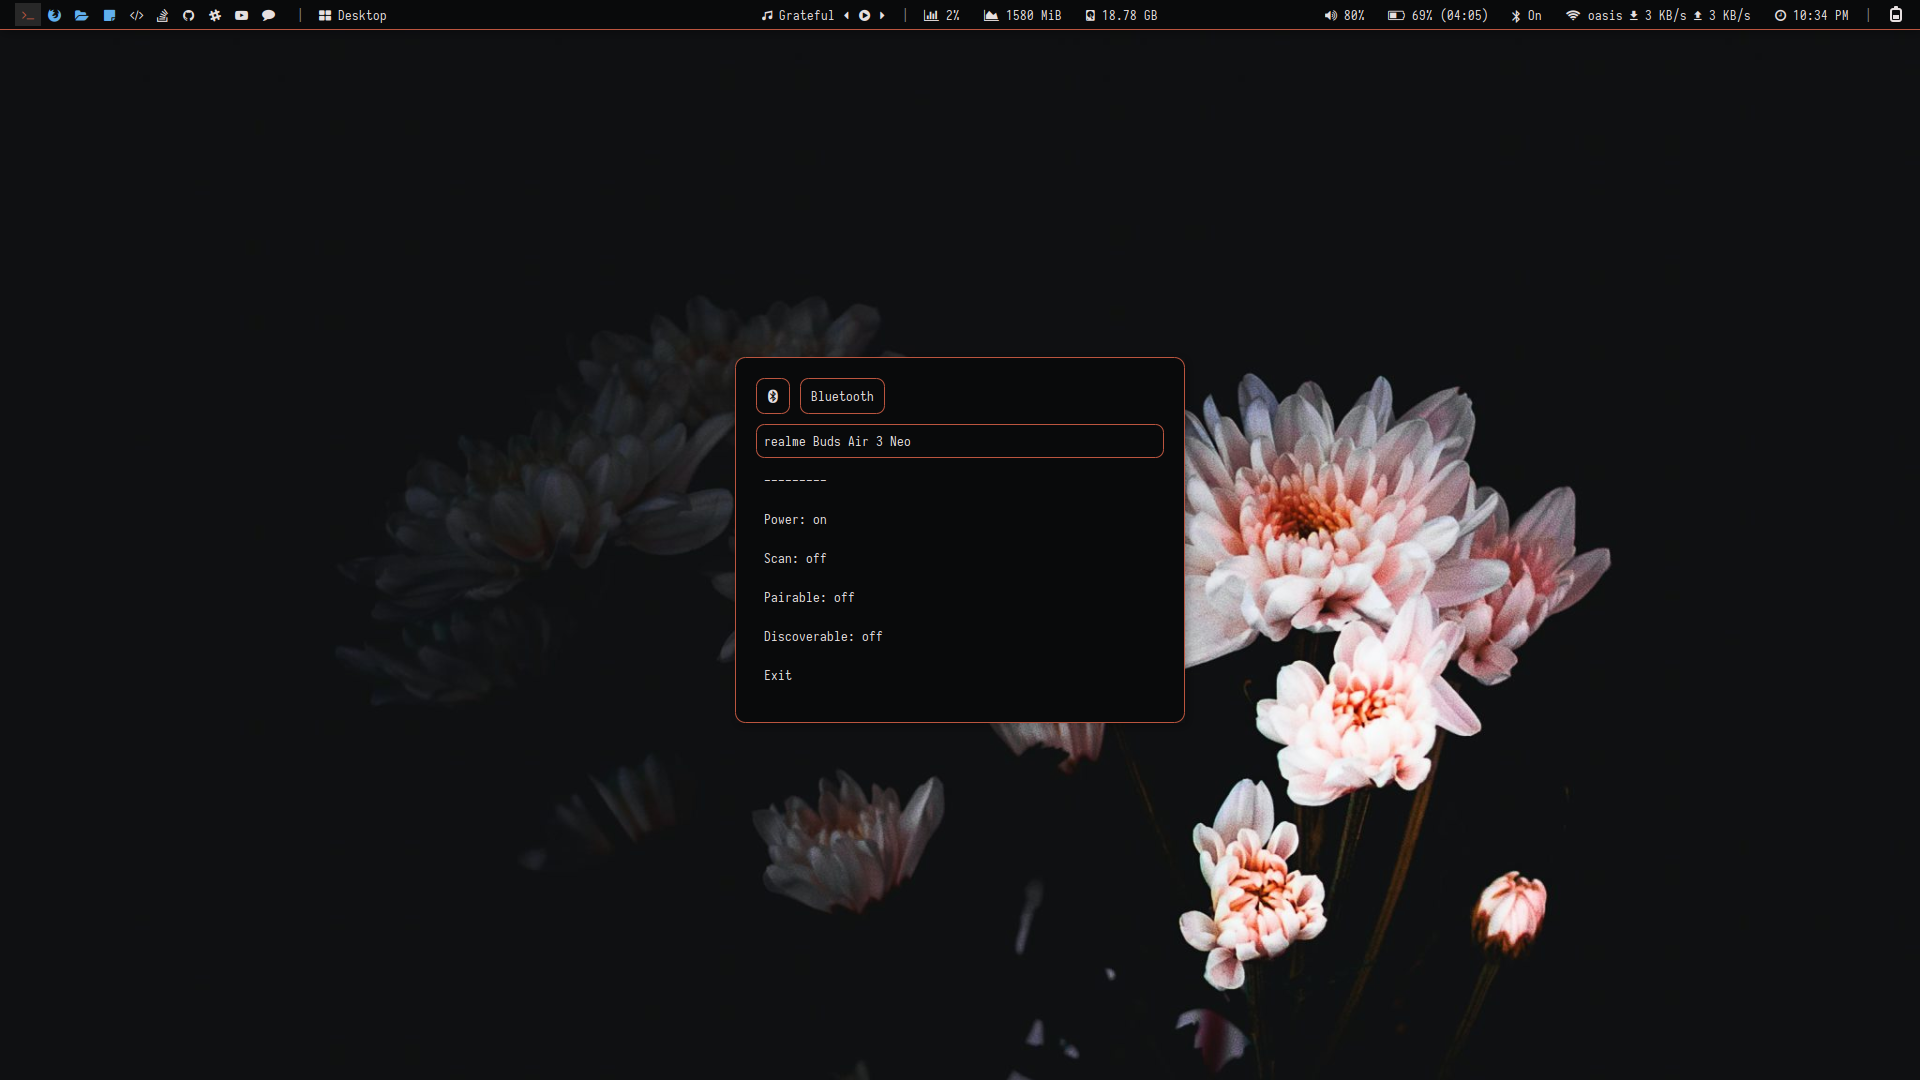 Desktop
Grateful
2%
1580 MiB
18.78 GB
80%
69% (04:05)
On
oasis 3 KB/s 3 KB/s
10:34 PM
Bluetooth
realme Buds Air 3 Neo
---------
Power: on
Scan: off
Pairable: off
Discoverable: off
Exit